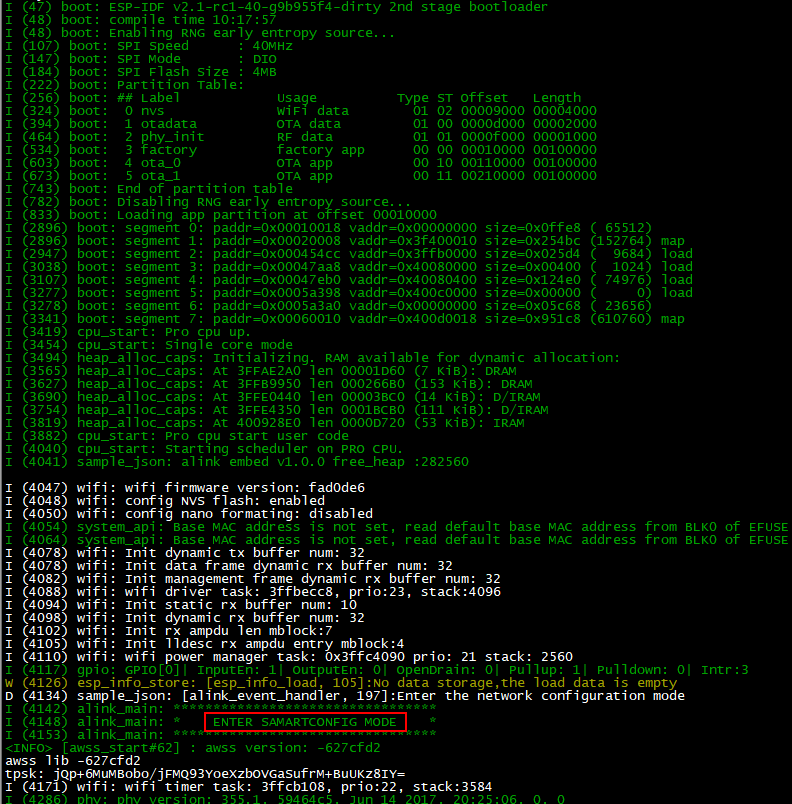 I (47) boot: ESP-IDF v2.1-rc1-40-g9b955f4-dirty 2nd stage bootloader
I (48) boot: compile time 10:17:57
I (48) boot: Enabling RNG early entropy source...
I (107) boot: SPI Speed      : 40MHz
I (147) boot: SPI Mode       : DIO
I (184) boot: SPI Flash Size : 4MB
I (222) boot: Partition Table:
I (256) boot: ## Label            Usage          Type ST Offset   Length
I (324) boot:  0 nvs              WiFi data        01 02 00009000 00004000
I (394) boot:  1 otadata          OTA data         01 00 0000d000 00002000
I (464) boot:  2 phy_init         RF data          01 01 0000f000 00001000
I (534) boot:  3 factory          factory app      00 00 00010000 00100000
I (603) boot:  4 ota_0            OTA app          00 10 00110000 00100000
I (673) boot:  5 ota_1            OTA app          00 11 00210000 00100000
I (743) boot: End of partition table
I (782) boot: Disabling RNG early entropy source...
I (833) boot: Loading app partition at offset 00010000
I (2896) boot: segment 0: paddr=0x00010018 vaddr=0x00000000 size=0x0ffe8 ( 65512)
I (2896) boot: segment 1: paddr=0x00020008 vaddr=0x3f400010 size=0x254bc (152764) map
I (2947) boot: segment 2: paddr=0x000454cc vaddr=0x3ffb0000 size=0x025d4 (  9684) load
I (3038) boot: segment 3: paddr=0x00047aa8 vaddr=0x40080000 size=0x00400 (  1024) load
I (3107) boot: segment 4: paddr=0x00047eb0 vaddr=0x40080400 size=0x124e0 ( 74976) load
I (3277) boot: segment 5: paddr=0x0005a398 vaddr=0x400c0000 size=0x00000 (     0) load
I (3278) boot: segment 6: paddr=0x0005a3a0 vaddr=0x00000000 size=0x05c68 ( 23656)
I (3341) boot: segment 7: paddr=0x00060010 vaddr=0x400d0018 size=0x951c8 (610760) map
I (3419) cpu_start: Pro cpu up.
I (3454) cpu_start: Single core mode
I (3494) heap_alloc_caps: Initializing. RAM available for dynamic allocation:
I (3565) heap_alloc_caps: At 3FFAE2A0 len 00001D60 (7 KiB): DRAM
I (3627) heap_alloc_caps: At 3FFB9950 len 000266B0 (153 KiB): DRAM
I (3690) heap_alloc_caps: At 3FFE0440 len 00003BC0 (14 KiB): D/IRAM
I (3754) heap_alloc_caps: At 3FFE4350 len 0001BCB0 (111 KiB): D/IRAM
I (3819) heap_alloc_caps: At 400928E0 len 0000D720 (53 KiB): IRAM
I (3882) cpu_start: Pro cpu start user code
I (4040) cpu_start: Starting scheduler on PRO CPU.
I (4041) sample_json: alink embed v1.0.0 free_heap :282560
I (4047) wifi: wifi firmware version: fad0de6
I (4048) wifi: config NVS flash: enabled
I (4050) wifi: config nano formating: disabled
I (4054) system_api: Base MAC address is not set, read default base MAC address from BLK0 of EFUSE
I (4064) system_api: Base MAC address is not set, read default base MAC address from BLK0 of EFUSE
I (4078) wifi: Init dynamic tx buffer num: 32
I (4078) wifi: Init data frame dynamic rx buffer num: 32
I (4082) wifi: Init management frame dynamic rx buffer num: 32
I (4088) wifi: wifi driver task: 3ffbecc8, prio:23, stack:4096
I (4094) wifi: Init static rx buffer num: 10
I (4098) wifi: Init dynamic rx buffer num: 32
I (4102) wifi: Init rx ampdu len mblock:7
I (4105) wifi: Init lldesc rx ampdu entry mblock:4
I (4110) wifi: wifi power manager task: 0x3ffc4090 prio: 21 stack: 2560
I (4117) gpio: GPIO[0]| InputEn: 1| OutputEn: 0| OpenDrain: 0| Pullup: 1| Pulldown: 0| Intr:3
W (4126) esp_info_store: [esp_info_load, 105]:No data storage,the load data is empty
D (4134) sample_json: [alink_event_handler, 197]:Enter the network configuration mode
I (4142) alink_main: *********************************
I (4148) alink_main: *    ENTER SAMARTCONFIG MODE    *
I (4153) alink_main: *********************************
<INFO> [awss_start#62] : awss version: -627cfd2
awss lib -627cfd2
tpsk: jQp+6MuMBobo/jFMQ93YoeXzbOVGaSufrM+BuUKz8IY=
I (4171) wifi: wifi timer task: 3ffcb108, prio:22, stack:3584
I (4286) phy: phy version: 355.1, 59464c5, Jun 14 2017, 20:25:06, 0, 0